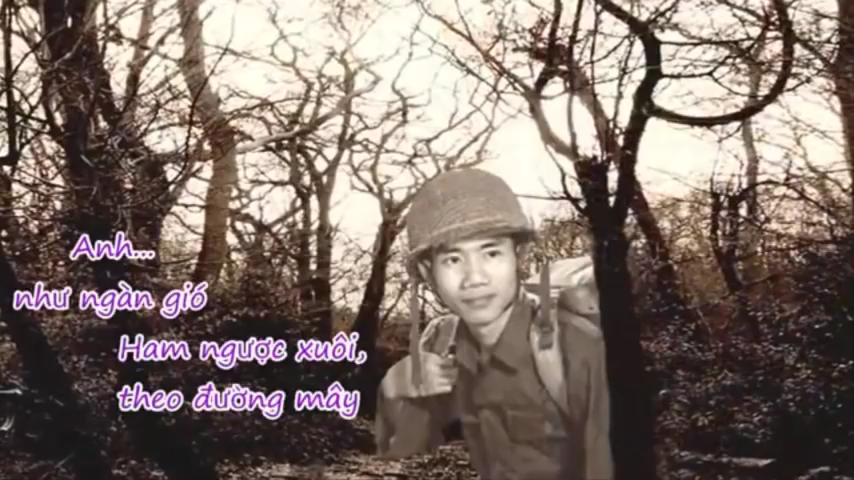 Anh...
như ngàn gió
Ham ngược xuôi,
theo đường mây